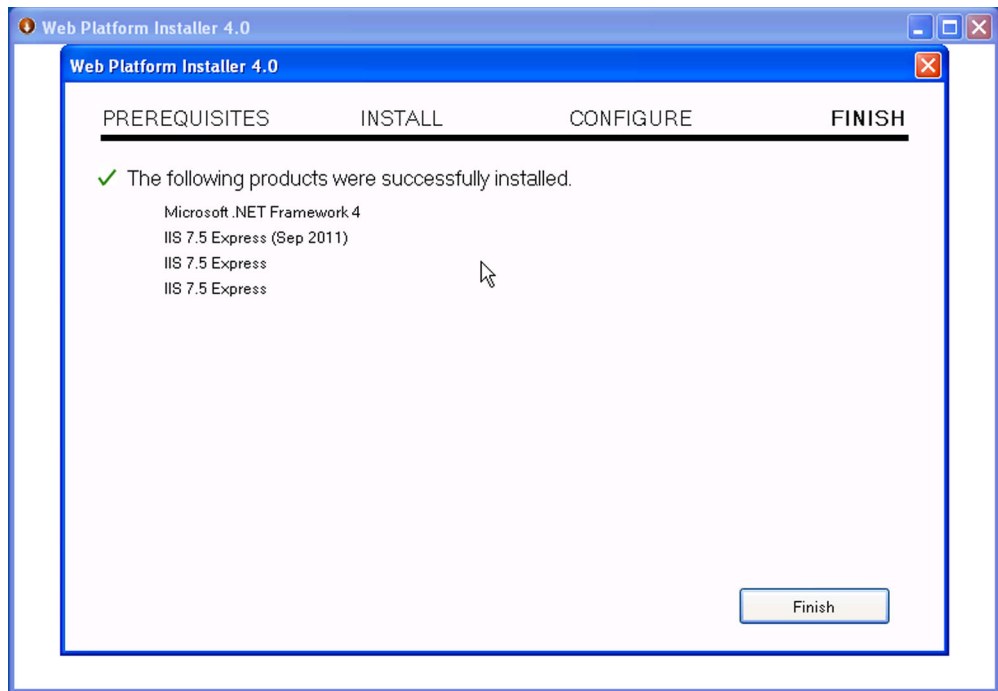 Web Platform Installer 4.0
Web Platform Installer 4.0
PREREQUISITES INSTALL CONFIGURE FINISH
The following products were successfully installed.
Microsoft .NET Framework 4
IIS 7.5 Express (Sep 2011)
IIS 7.5 Express
IIS 7.5 Express
Finish